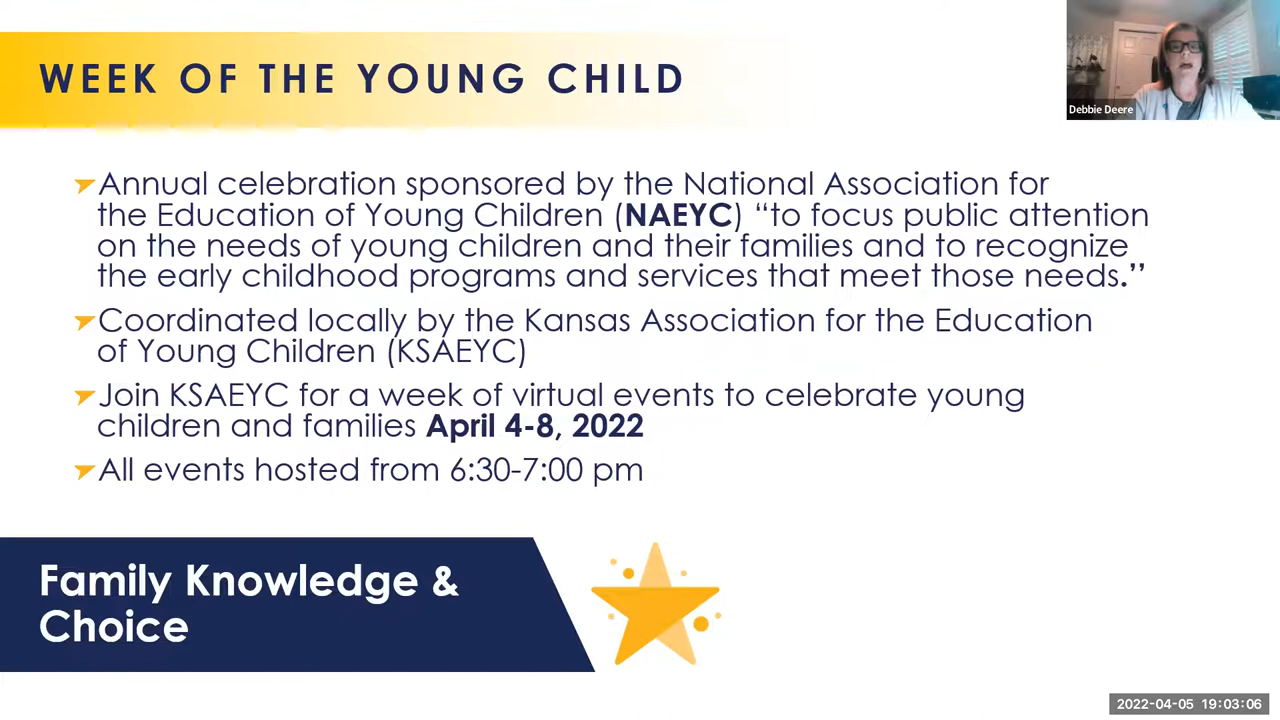 WEEK OF THE YOUNG CHILD
Debbie Deere
Annual celebration sponsored by the National Association for
the Education of Young Children (NAEYC) “to focus public attention
on the needs of young children and their families and to recognize
the early childhood programs and services that meet those needs.”
Coordinated locally by the Kansas Association for the Education
of Young Children (KSAEYC)
Join KSAEYC for a week of virtual events to celebrate young
children and families April 4-8, 2022
All events hosted from 6:30-7:00 pm
Family Knowledge &
Choice
2022-04-05 19:03:06